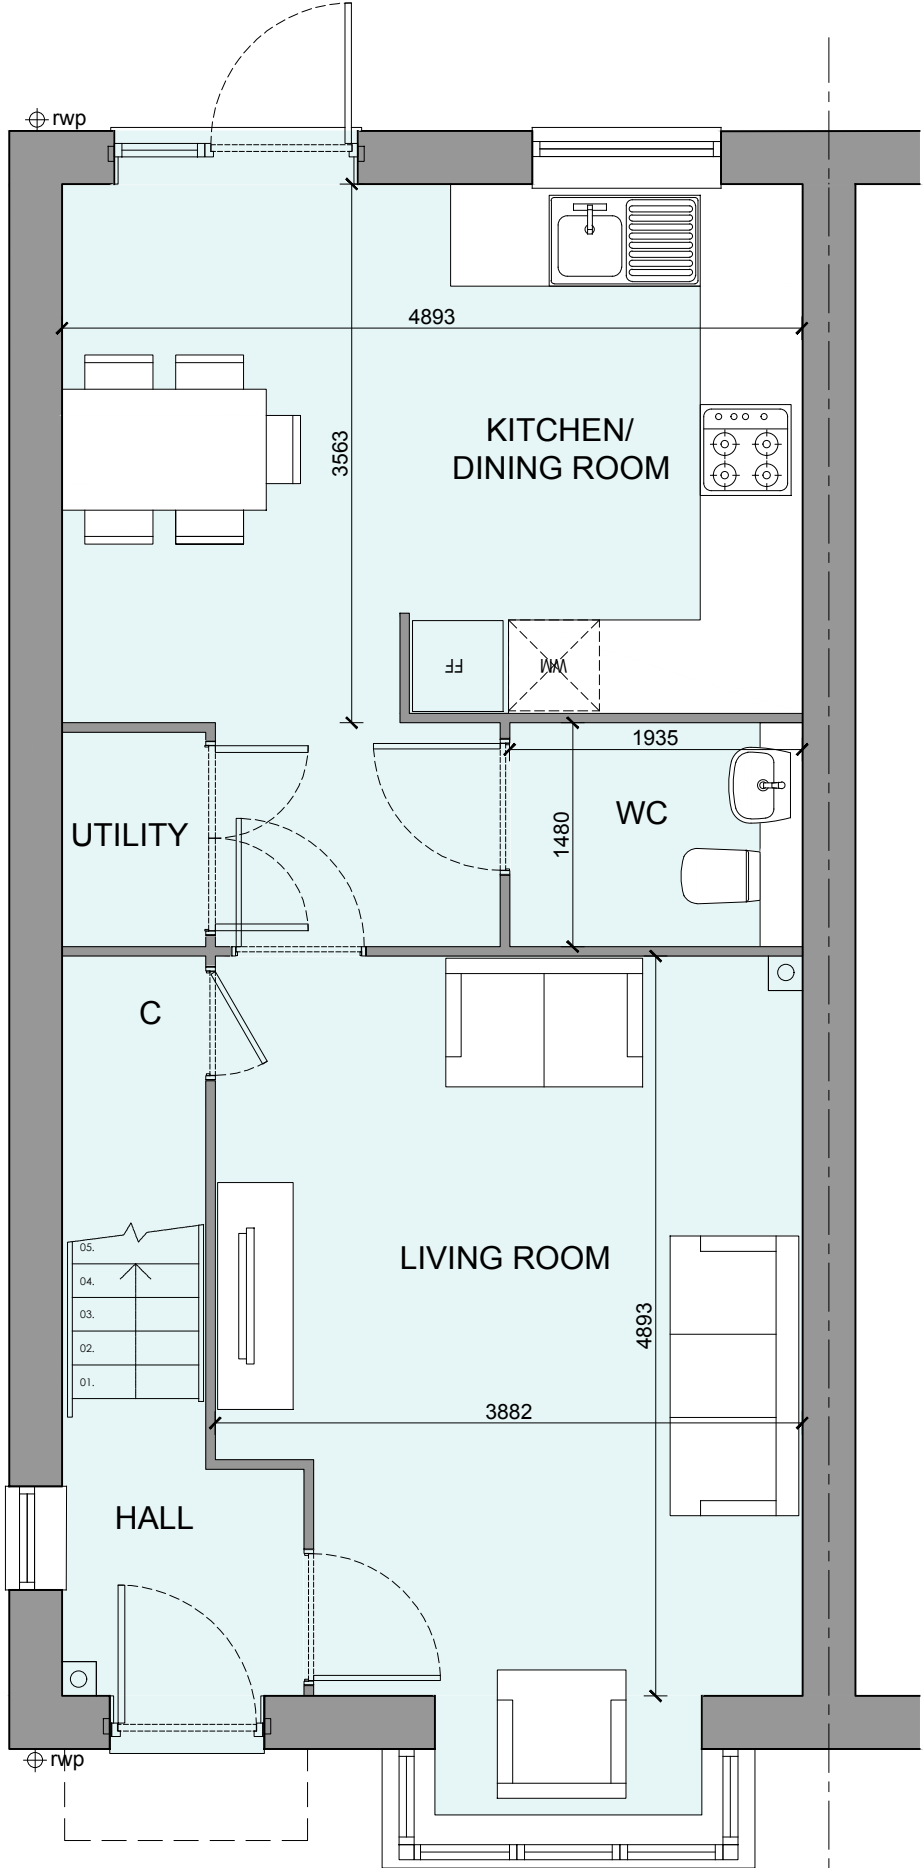 rwp
4893
3563
KITCHEN/
DINING ROOM
FF
WM
1935
1480
WC
UTILITY
C
LIVING ROOM
05.
04.
03.
02.
01.
4893
3882
HALL
rwp